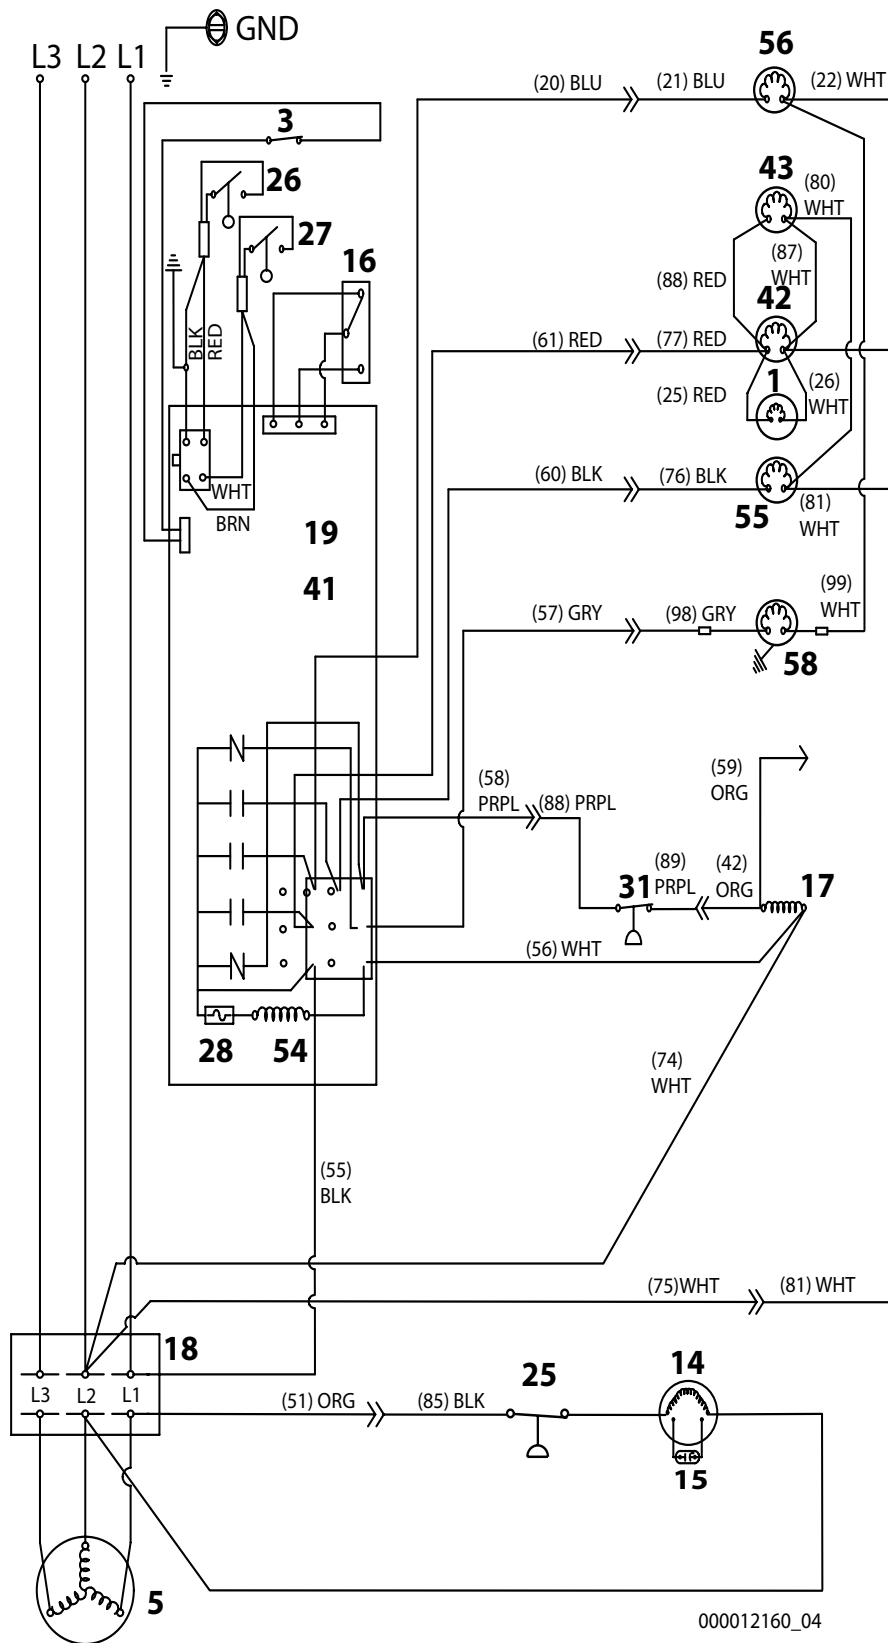 GND
L3 L2 L1
56
(20) BLU
(21) BLU
(22) WHT
3
43
26
(80)
WHT
27
16
(87)
WHT
(88) RED
42
BLK
RED
(61) RED
(77) RED
1
(25) RED
(26)
WHT
(60) BLK
(76) BLK
WHT
55
(81)
WHT
BRN
19
41
(57) GRY
(98) GRY
(99)
WHT
58
(58)
PRPL
(88) PRPL
(59)
ORG
31
(89)
PRPL
(42)
ORG
17
(56) WHT
28
54
(74)
WHT
(55)
BLK
(75)WHT
(81) WHT
18
L3 L2 L1
(51) ORG
(85) BLK
25
14
15
5
000012160_04